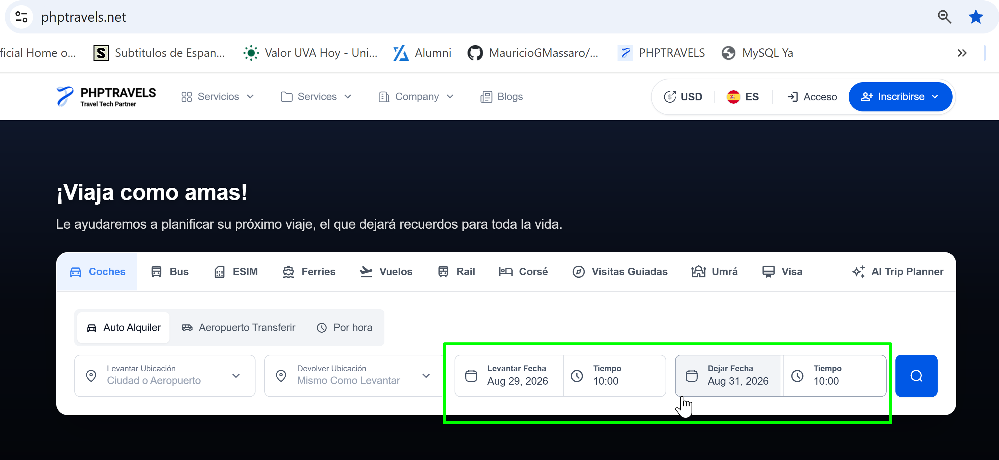 phptravels.net
ficial Home o...
Subtitulos de Espan...
Valor UVA Hoy - Uni...
Alumni
MauricioGMassaro/...
PHPTRAVELS
MySQL Ya
PHPTRAVELS
Travel Tech Partner
Servicios
Services
Company
Blogs
USD
ES
Acceso
Inscribirse
¡Viaja como amas!
Le ayudaremos a planificar su próximo viaje, el que dejará recuerdos para toda la vida.
Coches
Bus
ESIM
Ferries
Vuelos
Rail
Corsé
Visitas Guiadas
Umrá
Visa
AI Trip Planner
Auto Alquiler
Aeropuerto Transferir
Por hora
Levantar Ubicación
Ciudad o Aeropuerto
Devolver Ubicación
Mismo Como Levantar
Levantar Fecha
Aug 29, 2026
Tiempo
10:00
Dejar Fecha
Aug 31, 2026
Tiempo
10:00